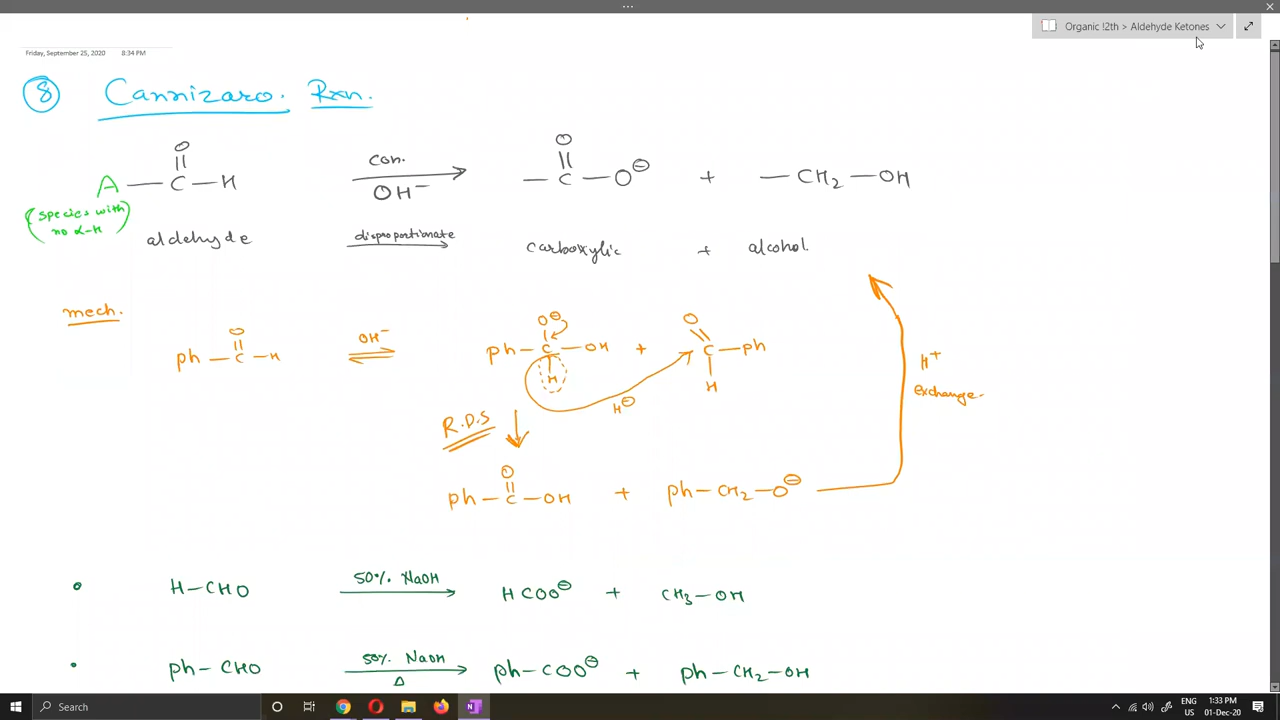 Organic !2th > Aldehyde Ketones
Friday, September 25, 2020 8:34 PM
8 Cannizaro. Rxn.
A — C — H con. OH⁻ — C — O⊖ + — CH₂ — OH
O O
(species with no α-H)
aldehyde disproportionate carboxylic + alcohol.
mech.
O O⊖ O
ph — C — H OH⁻ ph — C — OH + C — ph
H H
H⊖
H⁺ exchange.
R.D.S
O
ph — C — OH + ph — CH₂ — O⊖
• H—CHO 50% NaOH HCOO⊖ + CH₃—OH
• ph—CHO 50% NaOH Δ ph—COO⊖ + ph—CH₂—OH
Search
ENG
US
1:33 PM
01-Dec-20